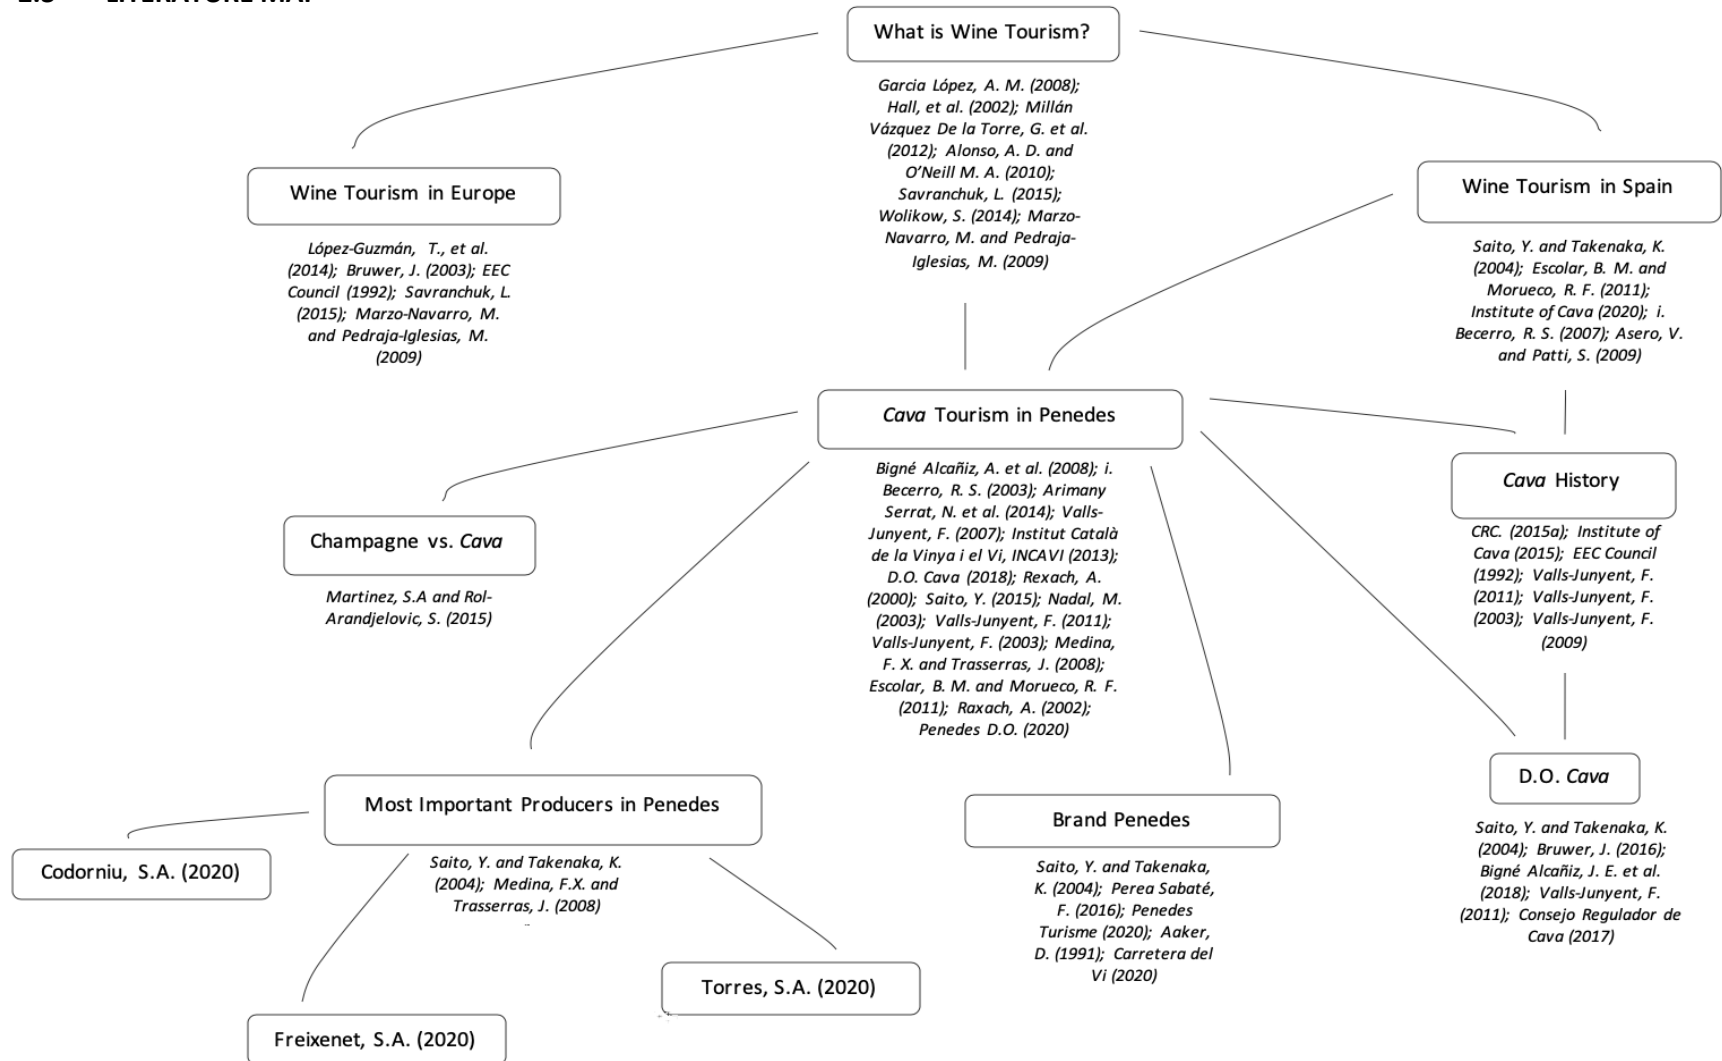 What is Wine Tourism?
Garcia López, A. M. (2008);
Hall, et al. (2002); Millán
Vázquez De la Torre, G. et al.
(2012); Alonso, A. D. and
O'Neill M. A. (2010);
Savranchuk, L. (2015);
Wolikow, S. (2014); Marzo-
Navarro, M. and Pedraja-
Iglesias, M. (2009)
Wine Tourism in Europe
López-Guzmán, T., et al.
(2014); Bruwer, J. (2003); EEC
Council (1992); Savranchuk, L.
(2015); Marzo-Navarro, M.
and Pedraja-Iglesias, M.
(2009)
Wine Tourism in Spain
Saito, Y. and Takenaka, K.
(2004); Escolar, B. M. and
Morueco, R. F. (2011);
Institute of Cava (2020); i.
Becerro, R. S. (2007); Asero, V.
and Patti, S. (2009)
Cava Tourism in Penedes
Bigné Alcañiz, A. et al. (2008); i.
Becerro, R. S. (2003); Arimany
Serrat, N. et al. (2014); Valls-
Junyent, F. (2007); Institut Català
de la Vinya i el Vi, INCAVI (2013);
D.O. Cava (2018); Rexach, A.
(2000); Saito, Y. (2015); Nadal, M.
(2003); Valls-Junyent, F. (2011);
Valls-Junyent, F. (2003); Medina,
F. X. and Trasserras, J. (2008);
Escolar, B. M. and Morueco, R. F.
(2011); Raxach, A. (2002);
Penedes D.O. (2020)
Cava History
CRC. (2015a); Institute of
Cava (2015); EEC Council
(1992); Valls-Junyent, F.
(2011); Valls-Junyent, F.
(2003); Valls-Junyent, F.
(2009)
Champagne vs. Cava
Martinez, S.A and Rol-
Arandjelovic, S. (2015)
Most Important Producers in Penedes
Saito, Y. and Takenaka, K.
(2004); Medina, F.X. and
Trasserras, J. (2008)
Brand Penedes
Saito, Y. and Takenaka,
K. (2004); Perea Sabaté,
F. (2016); Penedes
Turisme (2020); Aaker,
D. (1991); Carretera del
Vi (2020)
D.O. Cava
Saito, Y. and Takenaka, K.
(2004); Bruwer, J. (2016);
Bigné Alcañiz, J. E. et al.
(2018); Valls-Junyent, F.
(2011); Consejo Regulador de
Cava (2017)
Codorniu, S.A. (2020)
Torres, S.A. (2020)
Freixenet, S.A. (2020)